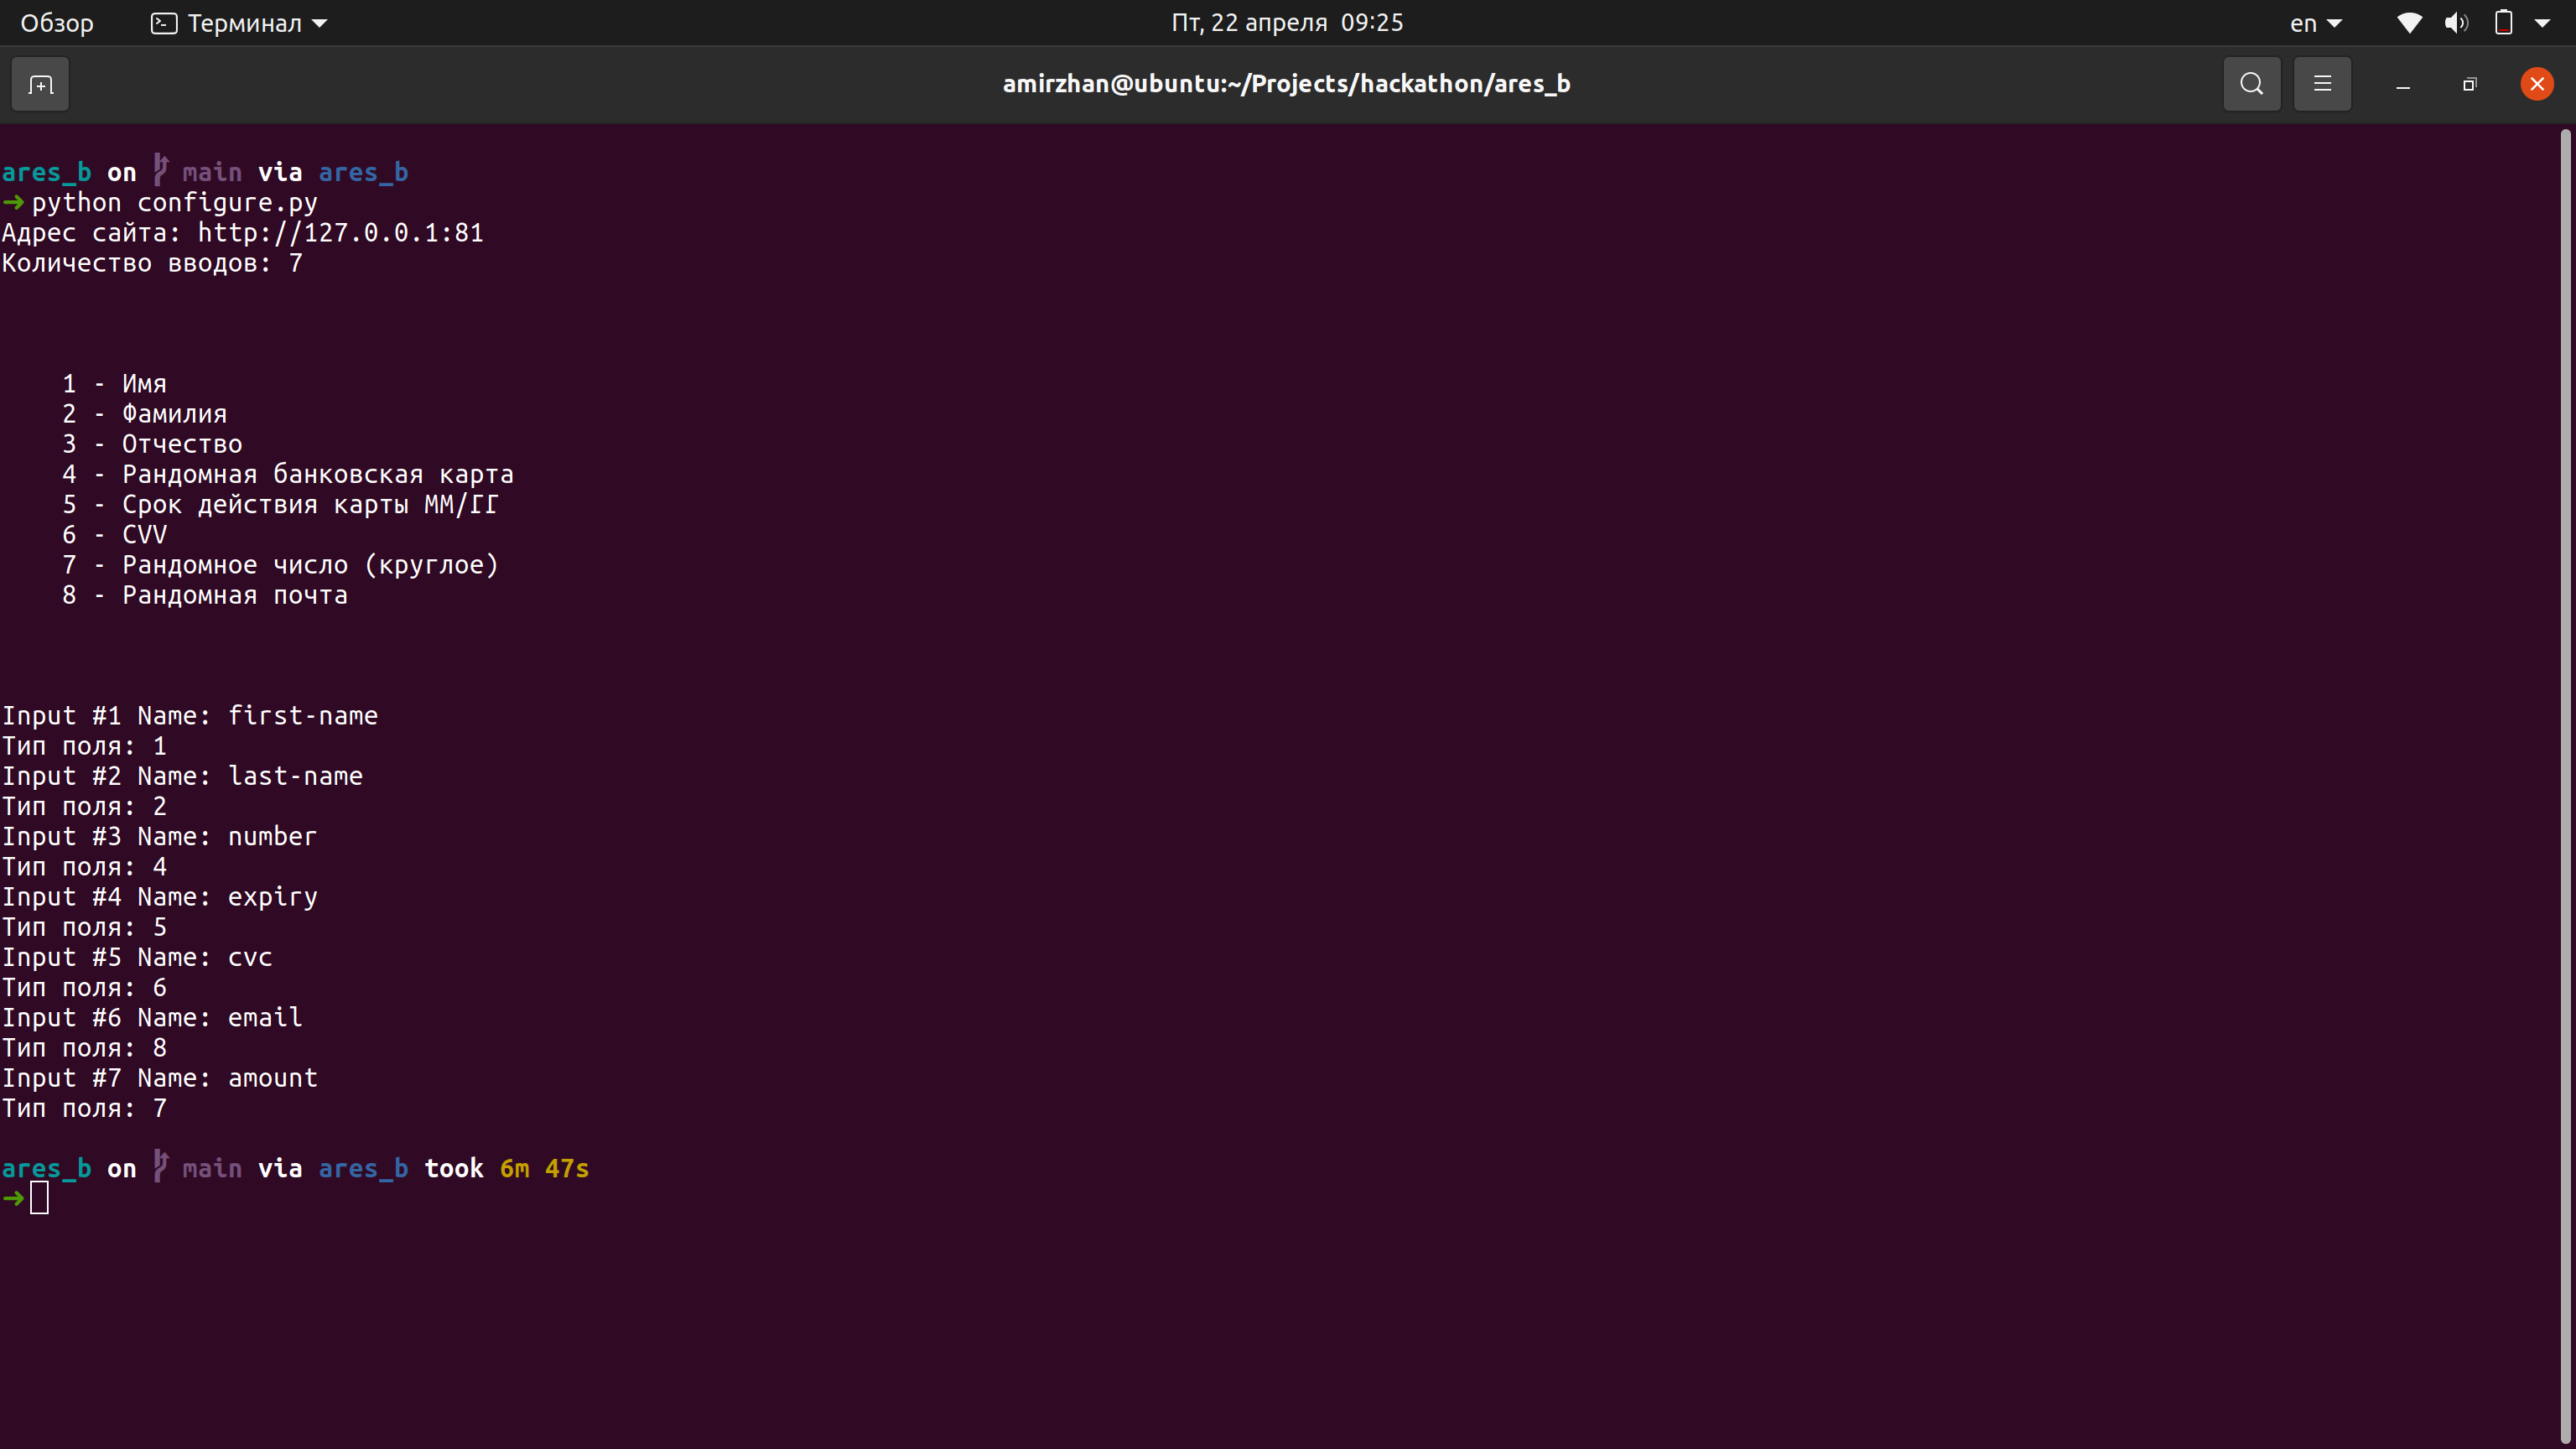 Обзор
Терминал
Пт, 22 апреля 09:25
en
amirzhan@ubuntu:~/Projects/hackathon/ares_b
ares_b on main via ares_b
➜ python configure.py
Адрес сайта: http://127.0.0.1:81
Количество вводов: 7
1 - Имя
2 - Фамилия
3 - Отчество
4 - Рандомная банковская карта
5 - Срок действия карты ММ/ГГ
6 - CVV
7 - Рандомное число (круглое)
8 - Рандомная почта
Input #1 Name: first-name
Тип поля: 1
Input #2 Name: last-name
Тип поля: 2
Input #3 Name: number
Тип поля: 4
Input #4 Name: expiry
Тип поля: 5
Input #5 Name: cvc
Тип поля: 6
Input #6 Name: email
Тип поля: 8
Input #7 Name: amount
Тип поля: 7
ares_b on main via ares_b took 6m 47s
➜